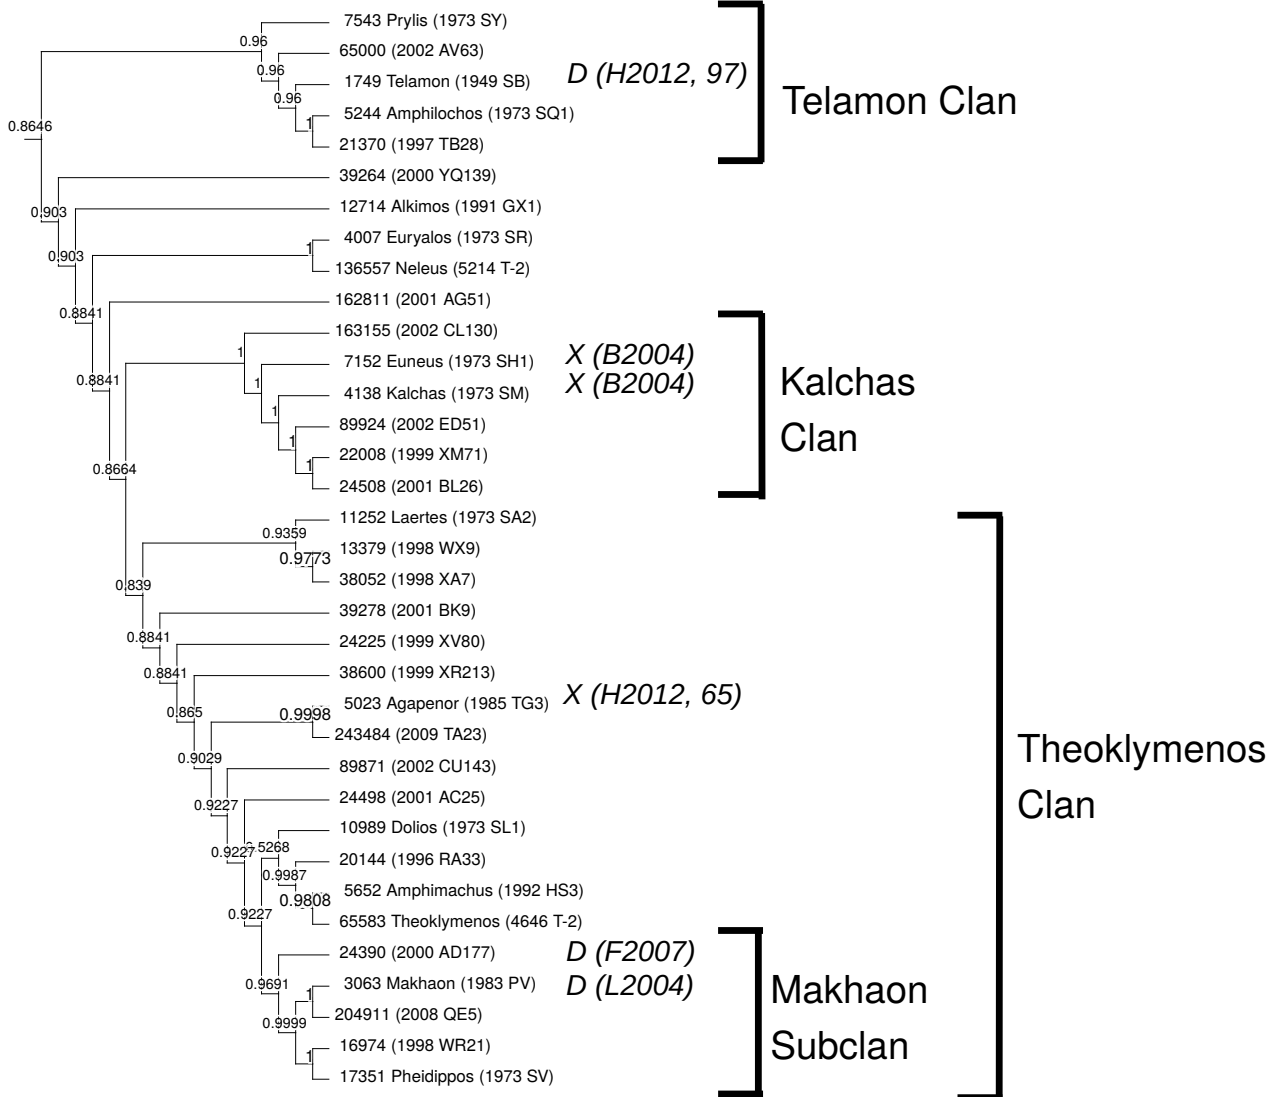 7543 Prylis (1973 SY)
0.96
65000 (2002 AV63)
0.96
1749 Telamon (1949 SB)
D (H2012, 97)
Telamon Clan
0.96
5244 Amphilochos (1973 SQ1)
1
0.8646
21370 (1997 TB28)
39264 (2000 YQ139)
0.903
12714 Alkimos (1991 GX1)
4007 Euryalos (1973 SR)
1
0.903
136557 Neleus (5214 T-2)
162811 (2001 AG51)
0.8841
163155 (2002 CL130)
1
7152 Euneus (1973 SH1)
X (B2004)
0.8841
1
4138 Kalchas (1973 SM)
X (B2004)
Kalchas
Clan
1
89924 (2002 ED51)
1
22008 (1999 XM71)
1
0.8664
24508 (2001 BL26)
11252 Laertes (1973 SA2)
0.9359
13379 (1998 WX9)
0.9773
38052 (1998 XA7)
0.839
39278 (2001 BK9)
0.8841
24225 (1999 XV80)
0.8841
38600 (1999 XR213)
5023 Agapenor (1985 TG3)
X (H2012, 65)
0.865
0.9998
243484 (2009 TA23)
Theoklymenos
Clan
0.9029
89871 (2002 CU143)
0.9227
24498 (2001 AC25)
10989 Dolios (1973 SL1)
0.9227
0.5268
20144 (1996 RA33)
0.9987
5652 Amphimachus (1992 HS3)
0.9808
0.9227
65583 Theoklymenos (4646 T-2)
24390 (2000 AD177)
D (F2007)
0.9691
3063 Makhaon (1983 PV)
D (L2004)
Makhaon
Subclan
1
204911 (2008 QE5)
0.9999
16974 (1998 WR21)
1
17351 Pheidippos (1973 SV)